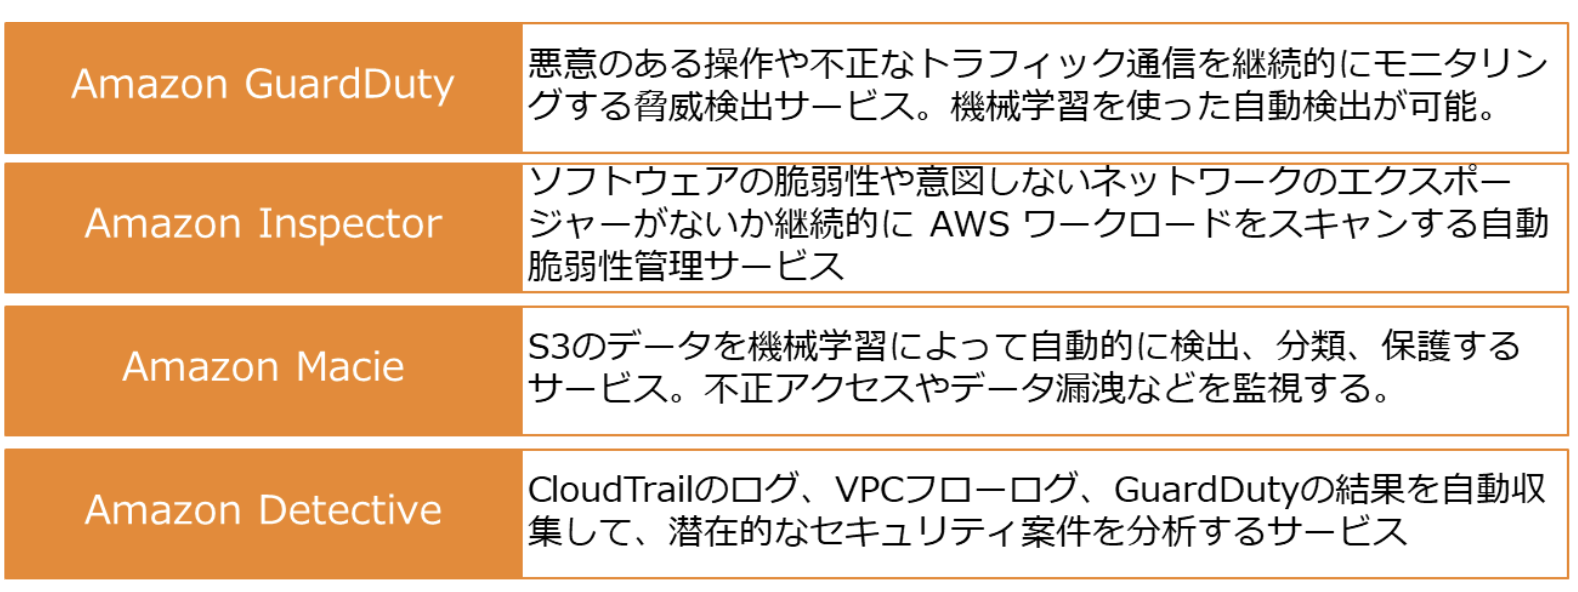 Amazon GuardDuty
悪意のある操作や不正なトラフィック通信を継続的にモニタリン
グする脅威検出サービス。機械学習を使った自動検出が可能。
Amazon Inspector
ソフトウェアの脆弱性や意図しないネットワークのエクスポー
ジャーがないか継続的に AWS ワークロードをスキャンする自動
脆弱性管理サービス
Amazon Macie
S3のデータを機械学習によって自動的に検出、分類、保護する
サービス。不正アクセスやデータ漏洩などを監視する。
Amazon Detective
CloudTrailのログ、VPCフローログ、GuardDutyの結果を自動収
集して、潜在的なセキュリティ案件を分析するサービス